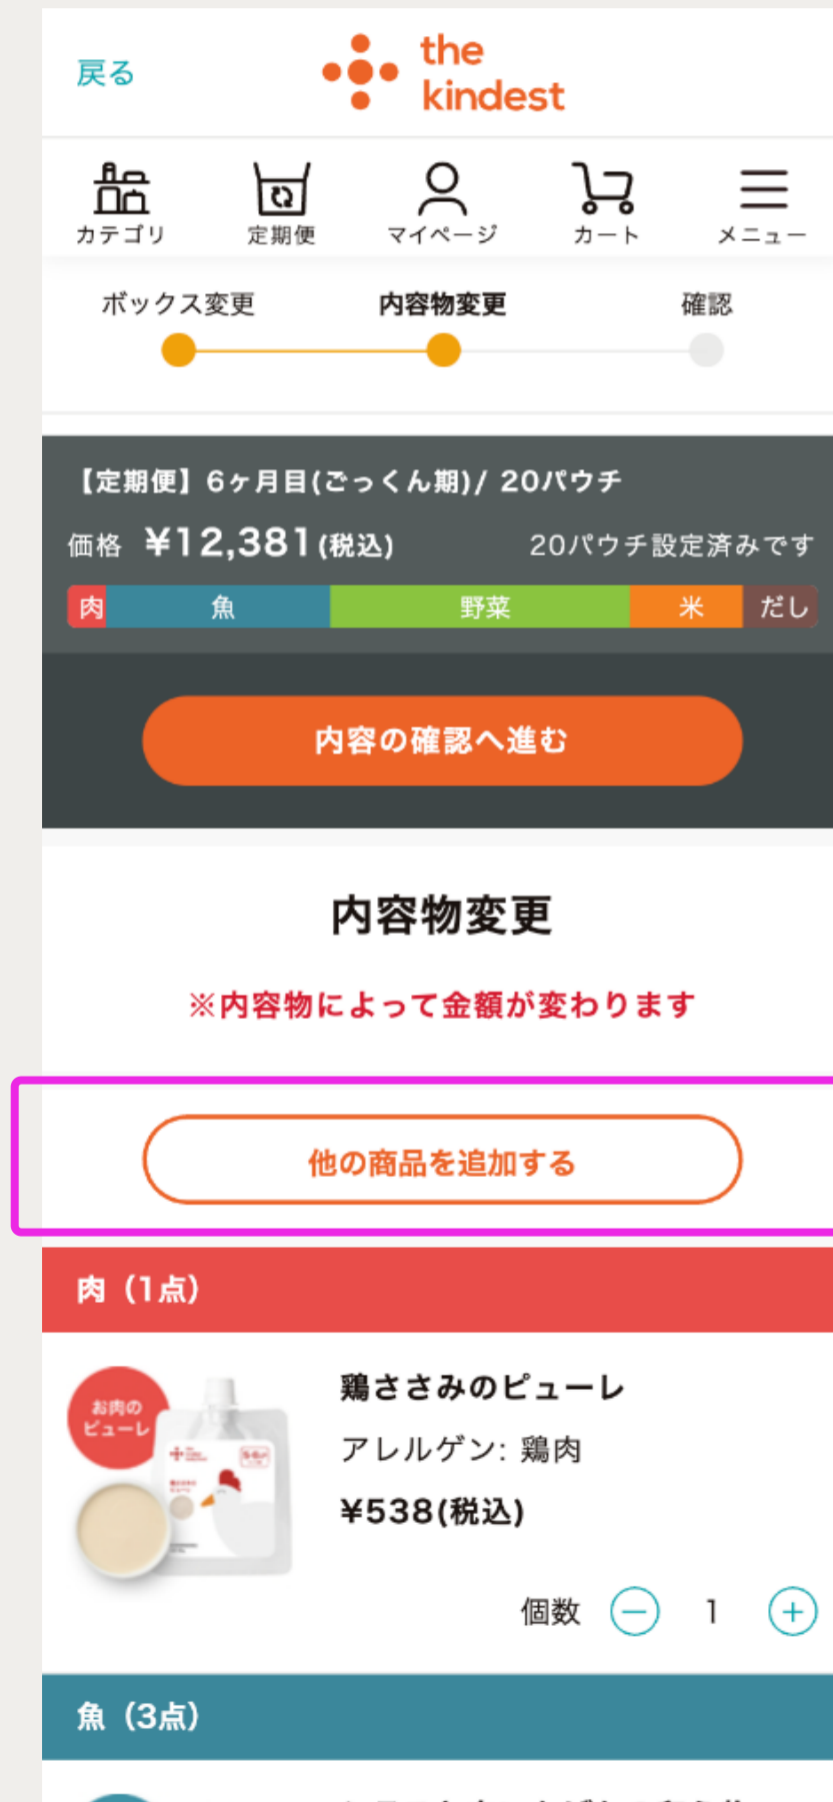 戻る
the
kindest
カテゴリ
定期便
マイページ
カート
メニュー
ボックス変更
内容物変更
確認
【定期便】6ヶ月目(ごっくん期)/ 20パウチ
価格 ¥12,381(税込)
20パウチ設定済みです
肉 魚 野菜 米 だし
内容の確認へ進む
内容物変更
※内容物によって金額が変わります
他の商品を追加する
肉（1点）
お肉の
ピューレ
鶏ささみのピューレ
アレルゲン: 鶏肉
¥538(税込)
個数 1
魚（3点）